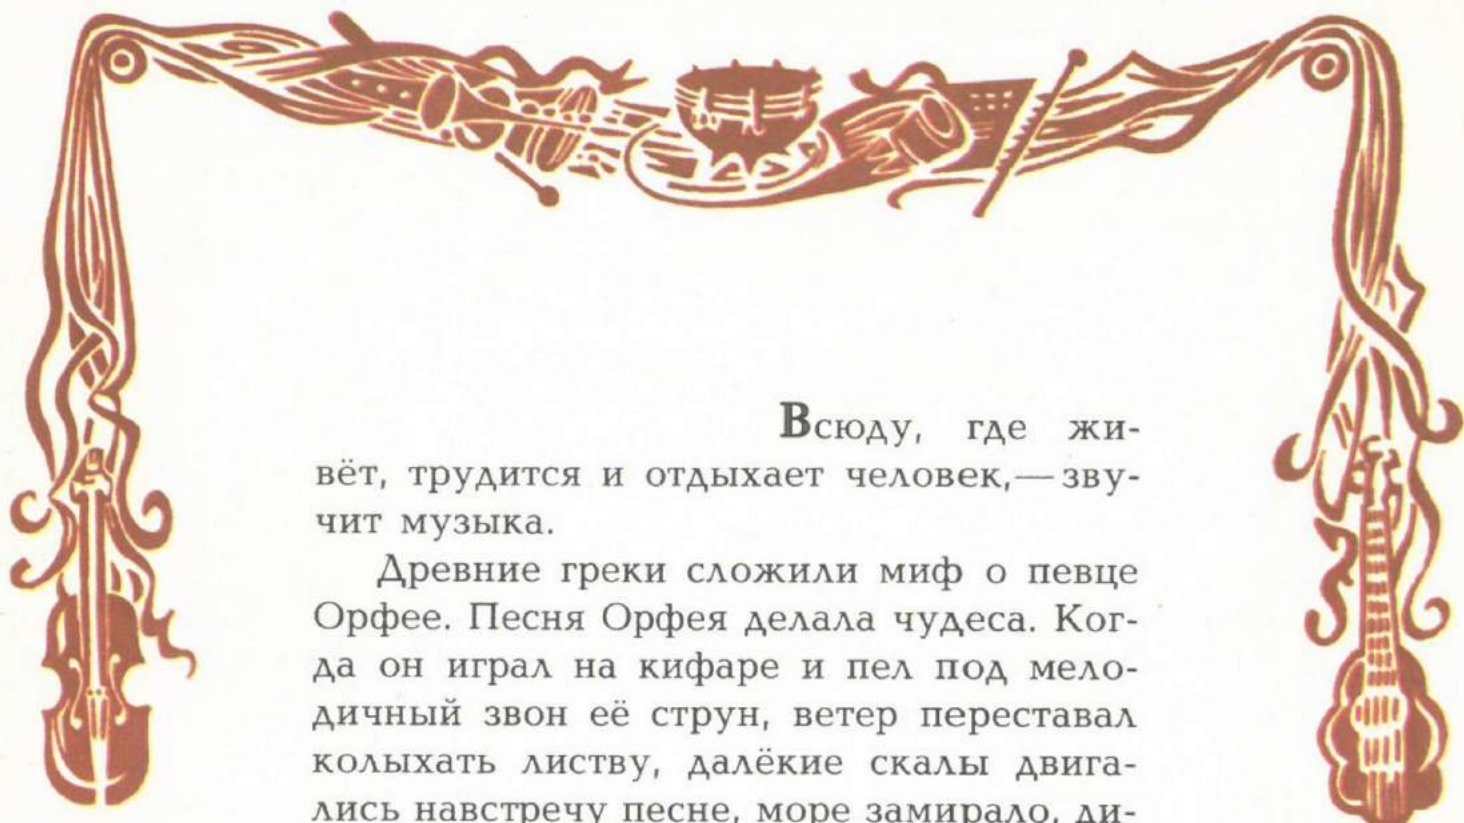 Всюду, где жи-
вёт, трудится и отдыхает человек,— зву-
чит музыка.
Древние греки сложили миф о певце
Орфее. Песня Орфея делала чудеса. Ког-
да он играл на кифаре и пел под мело-
дичный звон её струн, ветер переставал
колыхать листву, далёкие скалы двига-
лись навстречу песне, море замирало, ди-